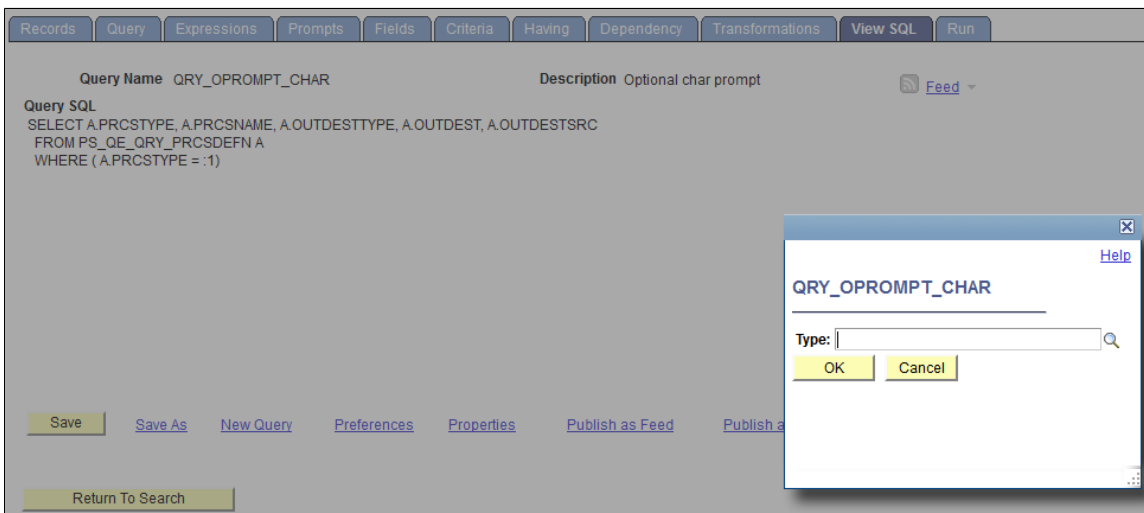 Records Query Expressions Prompts Fields Criteria Having Dependency Transformations View SQL Run
Query Name QRY_OPROMPT_CHAR Description Optional char prompt Feed
Query SQL
SELECT A.PRCSTYPE, A.PRCSNAME, A.OUTDESTTYPE, A.OUTDEST, A.OUTDESTSRC
FROM PS_QE_QRY_PRCSDEFN A
WHERE ( A.PRCSTYPE = :1)
Help
QRY_OPROMPT_CHAR
Type:
OK Cancel
Save Save As New Query Preferences Properties Publish as Feed Publish a
Return To Search